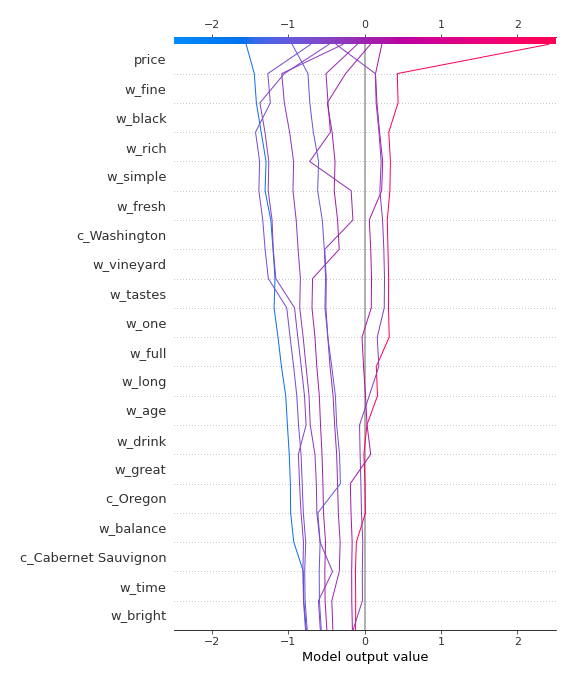 −2 −1 0 1 2
price
w_fine
w_black
w_rich
w_simple
w_fresh
c_Washington
w_vineyard
w_tastes
w_one
w_full
w_long
w_age
w_drink
w_great
c_Oregon
w_balance
c_Cabernet Sauvignon
w_time
w_bright
−2 −1 0 1 2
Model output value